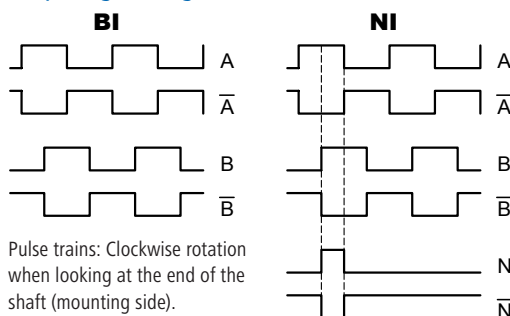 BI NI
A A
A̅ A̅
B B
B̅ B̅
Pulse trains: Clockwise rotation
when looking at the end of the
shaft (mounting side).
N
N̅